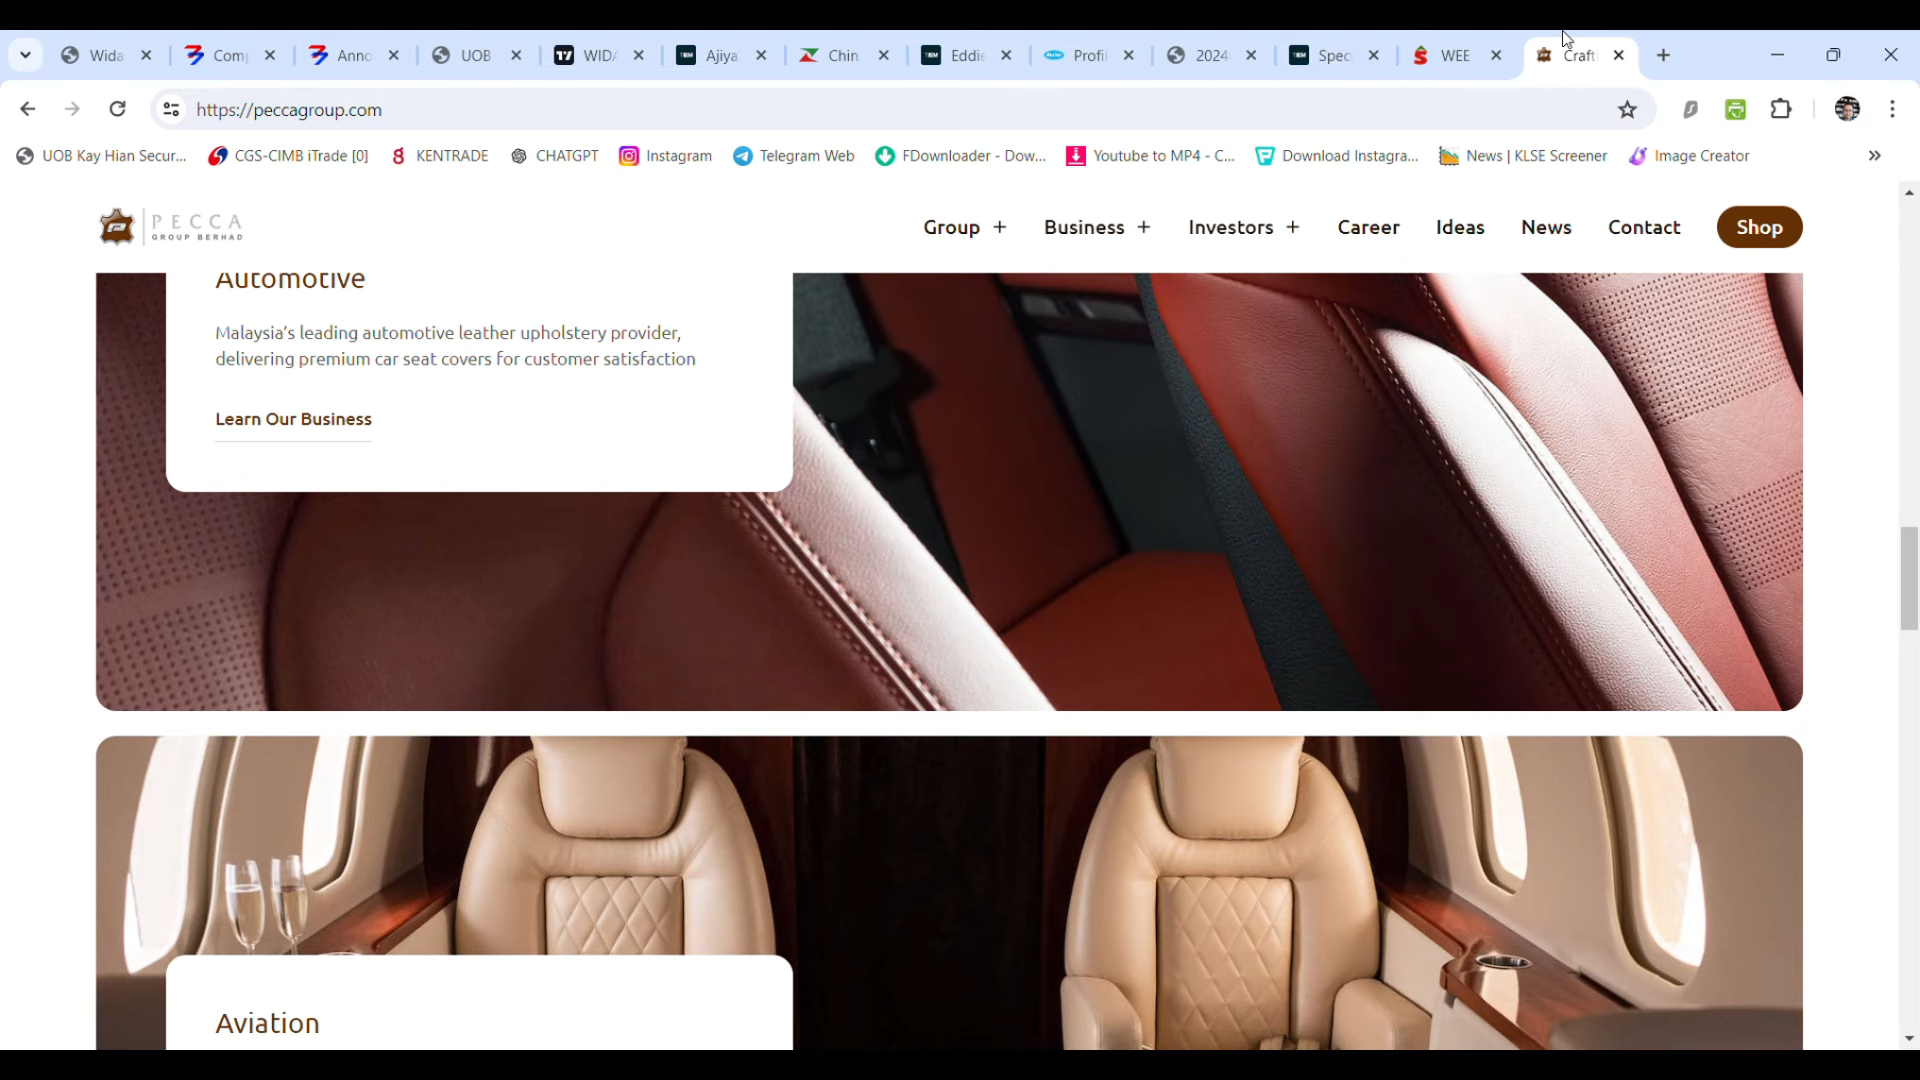 Wida
Com
Anno
UOB
WIDA
Ajiya
Chin
Eddie
Profil
2024
Spec
WEE
Craft
https://peccagroup.com
UOB Kay Hian Secur...
CGS-CIMB iTrade [0]
KENTRADE
CHATGPT
Instagram
Telegram Web
FDownloader - Dow...
Youtube to MP4 - C...
Download Instagra...
News | KLSE Screener
Image Creator
PECCA
GROUP BERHAD
Group +
Business +
Investors +
Career
Ideas
News
Contact
Shop
Automotive
Malaysia's leading automotive leather upholstery provider,
delivering premium car seat covers for customer satisfaction
Learn Our Business
Aviation